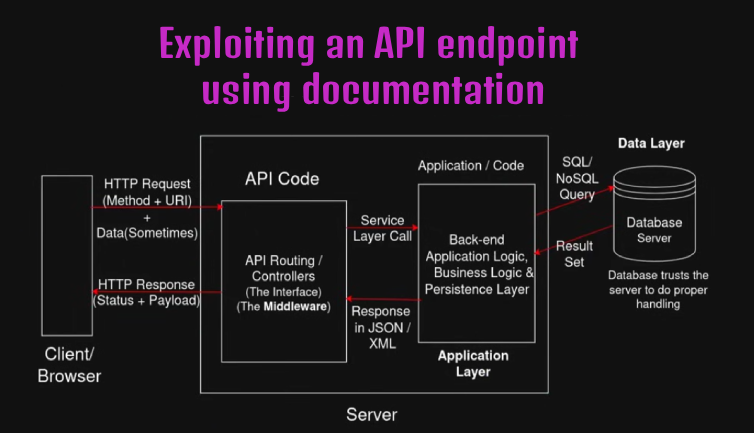 Exploiting an API endpoint
using documentation
HTTP Request
(Method + URI)
+
Data(Sometimes)
HTTP Response
(Status + Payload)
Client/
Browser
API Code
API Routing /
Controllers
(The Interface)
(The Middleware)
Service
Layer Call
Response
in JSON /
XML
Application / Code
Back-end
Application Logic,
Business Logic &
Persistence Layer
Application
Layer
Server
SQL/
NoSQL
Query
Result
Set
Data Layer
Database
Server
Database trusts the
server to do proper
handling